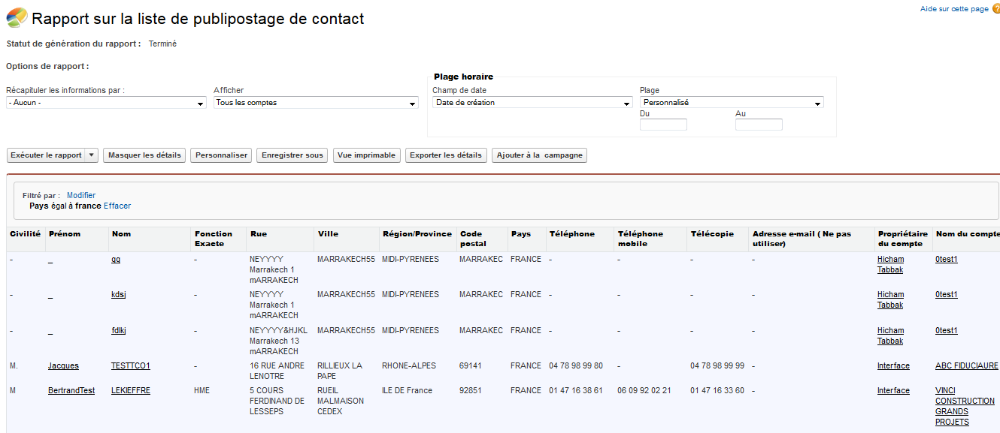 Aide sur cette page
Rapport sur la liste de publipostage de contact
Statut de génération du rapport : Terminé
Options de rapport :
Plage horaire
Récapituler les informations par : Afficher Champ de date Plage
- Aucun - Tous les comptes Date de création Personnalisé
Du Au
Exécuter le rapport Masquer les détails Personnaliser Enregistrer sous Vue imprimable Exporter les détails Ajouter à la campagne
Filtré par : Modifier
Pays égal à france Effacer
Civilité Prénom Nom Fonction Rue Ville Région/Province Code Pays Téléphone Téléphone Télécopie Adresse e-mail ( Ne pas Propriétaire Nom du compte
Exacte postal mobile utiliser) du compte
- _ qq - NEYYYY MARRAKECH55 MIDI-PYRENEES MARRAKEC FRANCE - - - - Hicham 0test1
Marrakech 1 Tabbak
mARRAKECH
- _ kdsj - NEYYYY MARRAKECH55 MIDI-PYRENEES MARRAKEC FRANCE - - - - Hicham 0test1
Marrakech 1 Tabbak
mARRAKECH
- _ fdlkj - NEYYYY&HJKL MARRAKECH55 MIDI-PYRENEES MARRAKEC FRANCE - - - - Hicham 0test1
Marrakech 13 Tabbak
mARRAKECH
M. Jacques TESTTCO1 - 16 RUE ANDRE RILLIEUX LA RHONE-ALPES 69141 FRANCE 04 78 98 99 80 - 04 78 98 99 99 - Interface ABC FIDUCIAURE
LENOTRE PAPE
M BertrandTest LEKIEFFRE HME 5 COURS RUEIL ILE DE France 92851 FRANCE 01 47 16 38 61 06 09 92 02 21 01 47 16 33 60 - Interface VINCI
FERDINAND DE MALMAISON CONSTRUCTION
LESSEPS CEDEX GRANDS
PROJETS